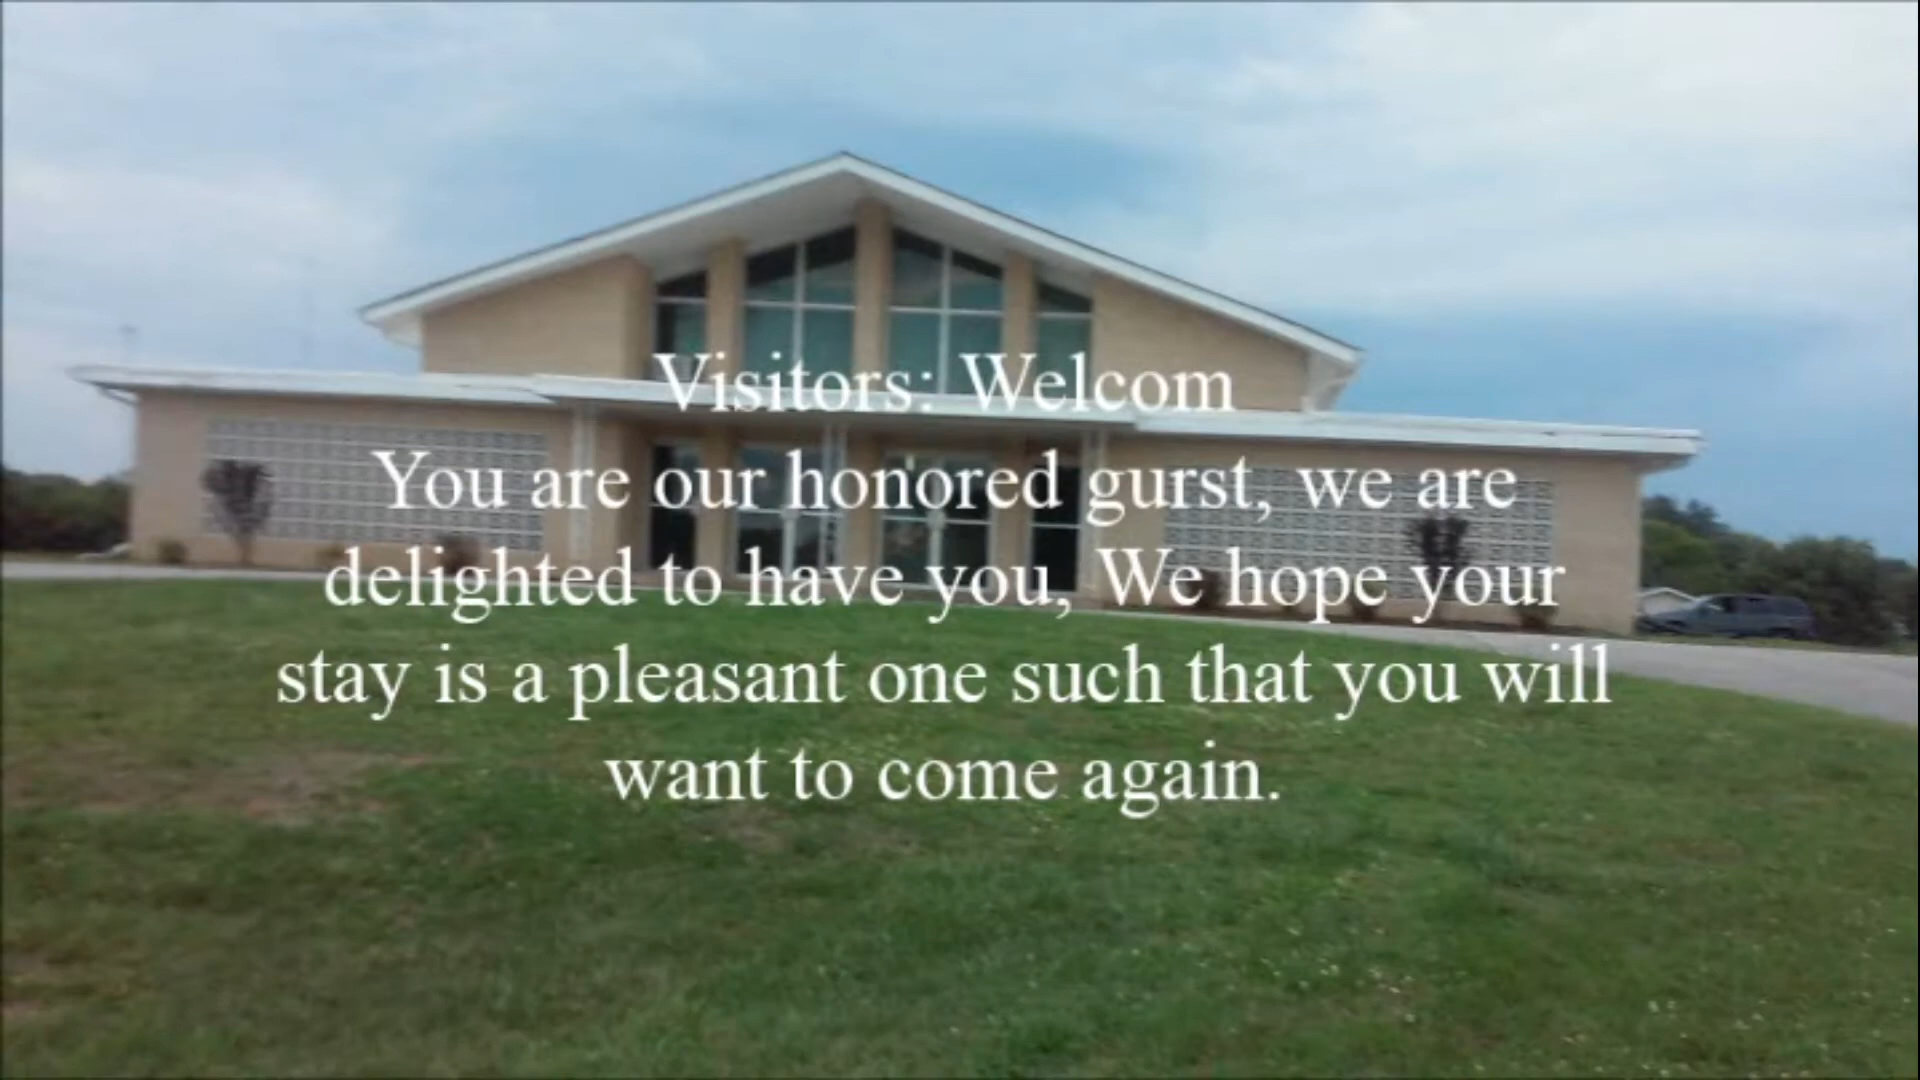 Visitors: Welcom
You are our honored gurst, we are
delighted to have you, We hope your
stay is a pleasant one such that you will
want to come again.